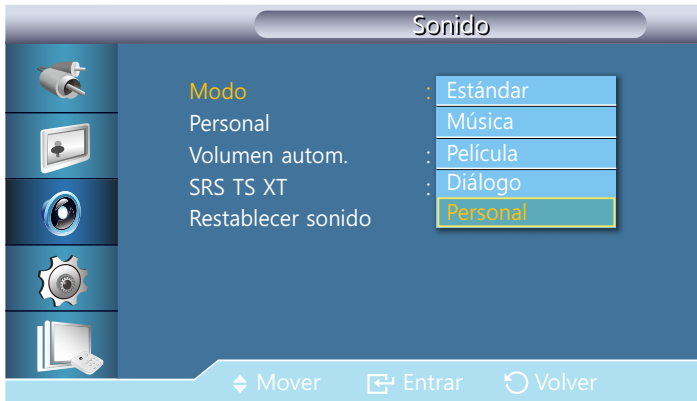 Sonido
Modo : Estándar
Personal Música
Volumen autom. : Película
SRS TS XT : Diálogo
Restablecer sonido Personal
Mover Entrar Volver